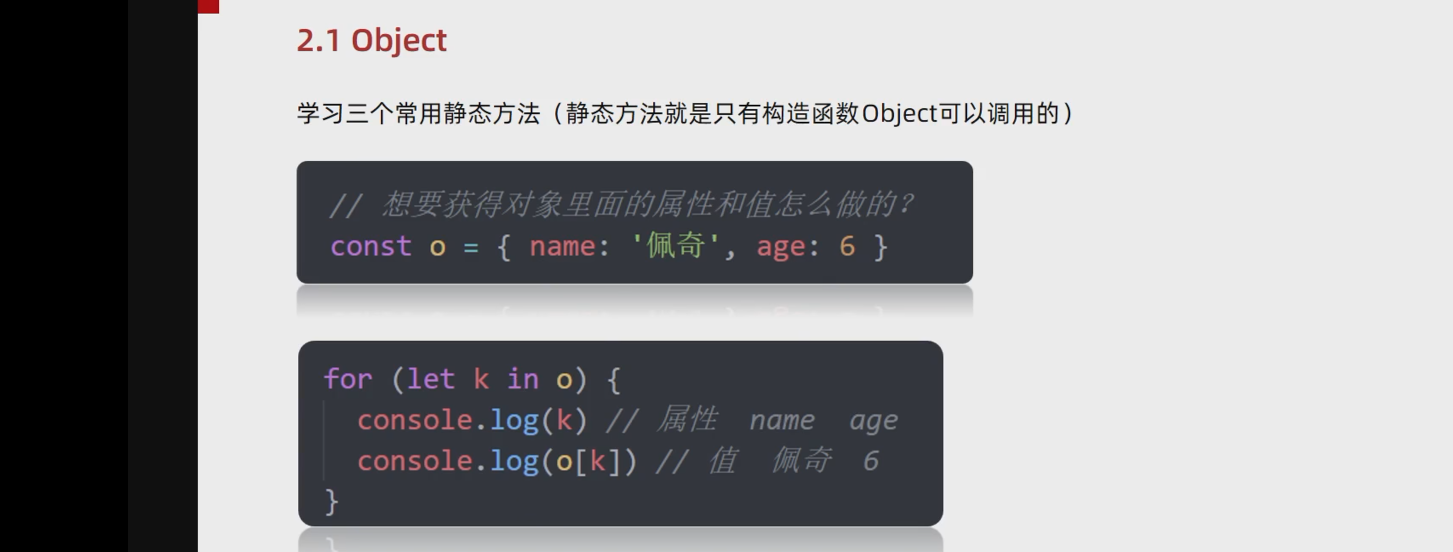 2.1 Object
学习三个常用静态方法（静态方法就是只有构造函数Object可以调用的）
// 想要获得对象里面的属性和值怎么做的？
const o = { name: '佩奇', age: 6 }
for (let k in o) {
console.log(k) // 属性 name age
console.log(o[k]) // 值 佩奇 6
}